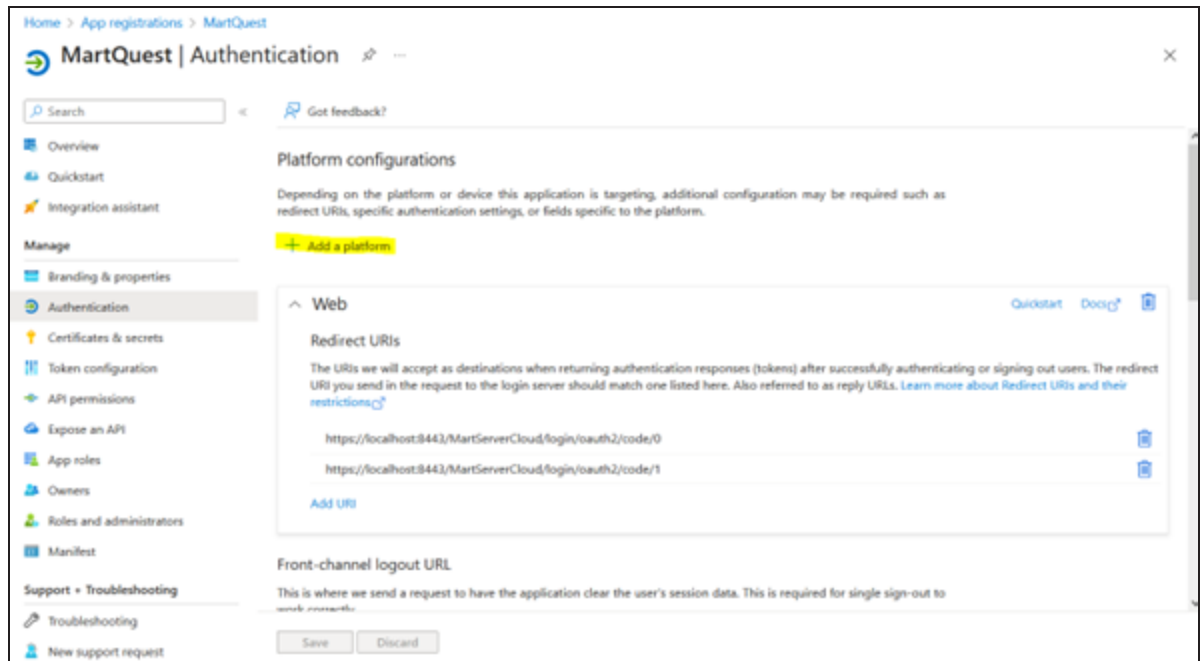 Home > App registrations > MartQuest
MartQuest | Authentication
Search
Got feedback?
Overview
Quickstart
Integration assistant
Manage
Branding & properties
Authentication
Certificates & secrets
Token configuration
API permissions
Expose an API
App roles
Owners
Roles and administrators
Manifest
Support + Troubleshooting
Troubleshooting
New support request
Platform configurations
Depending on the platform or device this application is targeting, additional configuration may be required such as
redirect URIs, specific authentication settings, or fields specific to the platform.
+ Add a platform
Web
Quickstart Docs
Redirect URIs
The URIs we will accept as destinations when returning authentication responses (tokens) after successfully authenticating or signing out users. The redirect
URI you send in the request to the login server should match one listed here. Also referred to as reply URLs. Learn more about Redirect URIs and their
restrictions
https://localhost:8443/MartServerCloud/login/oauth2/code/0
https://localhost:8443/MartServerCloud/login/oauth2/code/1
Add URI
Front-channel logout URL
This is where we send a request to have the application clear the user's session data. This is required for single sign-out to
work correctly.
Save Discard